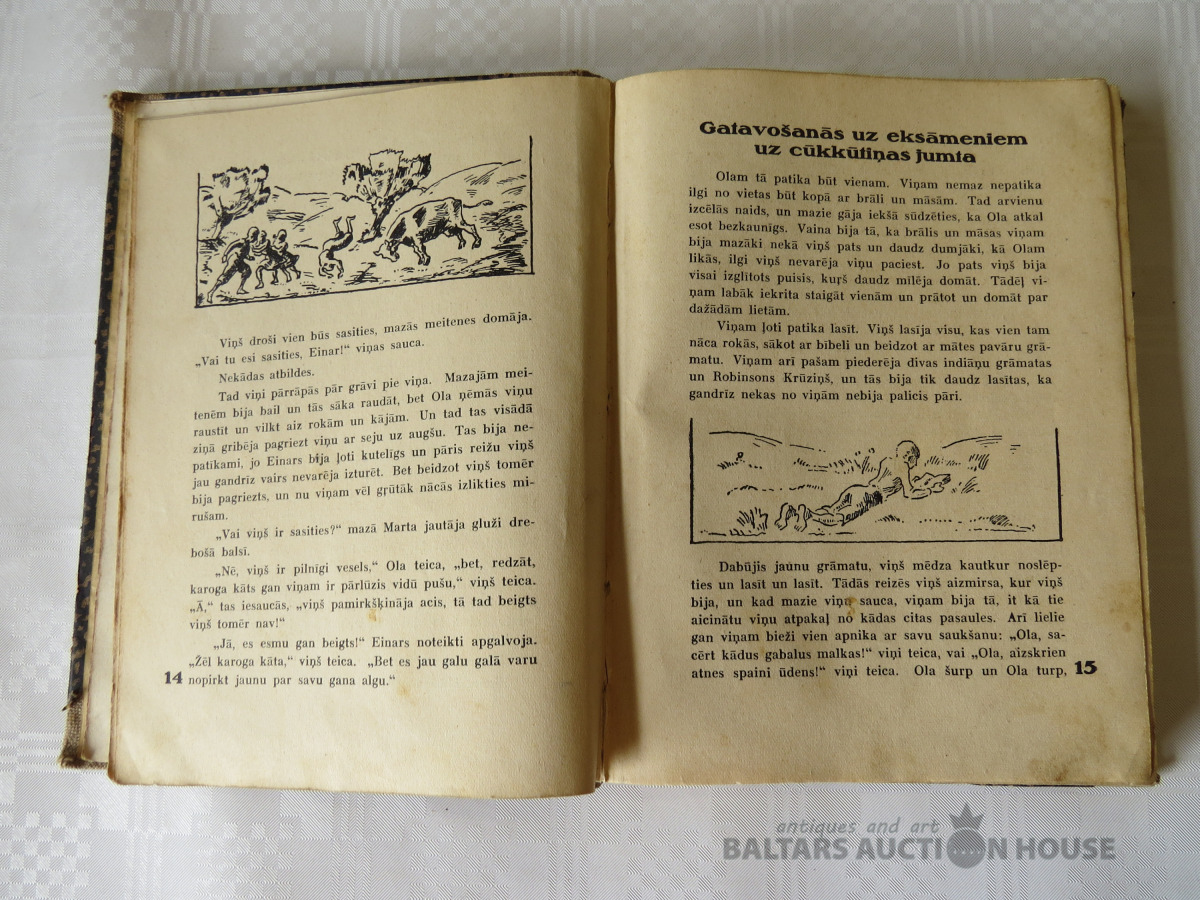 Viņš droši vien būs sasities, mazās meitenes domāja.
„Vai tu esi sasities, Einar!“ viņas sauca.
Nekādas atbildes.
Tad viņi pārrāpās pār grāvi pie viņa. Mazajām mei-
tenēm bija bail un tās sāka raudāt, bet Ola ņēmās viņu
raustīt un vilkt aiz rokām un kājām. Un tad tas visādā
ziņā gribēja pagriezt viņu ar seju uz augšu. Tas bija ne-
patīkami, jo Einars bija ļoti kutelīgs un pāris reižu viņš
jau gandrīz vairs nevarēja izturēt. Bet beidzot viņš tomēr
bija pagriezts, un nu viņam vēl grūtāk nācās izlikties mi-
rušam.
„Vai viņš ir sasities?“ mazā Marta jautāja gluži dre-
bošā balsī.
„Nē, viņš ir pilnīgi vesels,“ Ola teica, „bet, redzāt,
karoga kāts gan viņam ir pārlūzis vidū pušu,“ viņš teica.
„Ā,“ tas iesaucās, „viņš pamirkšķināja acis, tā tad beigts
viņš tomēr nav!“
„Jā, es esmu gan beigts!“ Einars noteikti apgalvoja.
„Žēl karoga kāta,“ viņš teica. „Bet es jau galu galā varu
14 nopirkt jaunu par savu gana algu.“
Gatavošanās uz eksāmeniem
uz cūkkūtiņas jumta
Olam tā patika būt vienam. Viņam nemaz nepatika
ilgi no vietas būt kopā ar brāli un māsām. Tad arvienu
izcēlās naids, un mazie gāja iekšā sūdzēties, ka Ola atkal
esot bezkaunīgs. Vaina bija tā, ka brālis un māsas viņam
bija mazāki nekā viņš pats un daudz dumjāki, kā Olam
likās, ilgi viņš nevarēja viņu paciest. Jo pats viņš bija
visai izglītots puisis, kuŗš daudz mīlēja domāt. Tādēļ vi-
ņam labāk iekrita staigāt vienām un prātot un domāt par
dažādām lietām.
Viņam ļoti patika lasīt. Viņš lasīja visu, kas vien tam
nāca rokās, sākot ar bībeli un beidzot ar mātes pavāru grā-
matu. Viņam arī pašam piederēja divas indiāņu grāmatas
un Robinsons Krūziņš, un tās bija tik daudz lasītas, ka
gandrīz nekas no viņām nebija palicis pāri.
Dabūjis jaunu grāmatu, viņš mēdza kautkur noslēp-
ties un lasīt un lasīt. Tādās reizēs viņš aizmirsa, kur viņš
bija, un kad mazie viņu sauca, viņam bija tā, it kā tie
aicinātu viņu atpakaļ no kādas citas pasaules. Arī lielie
gan viņam bieži vien apnika ar savu saukšanu: „Ola, sa-
cērt kādus gabalus malkas!“ viņi teica, vai „Ola, aizskrien
atnes spaini ūdens!“ viņi teica. Ola šurp un Ola turp, 15
antiques and art
BALTARS AUCTION HOUSE